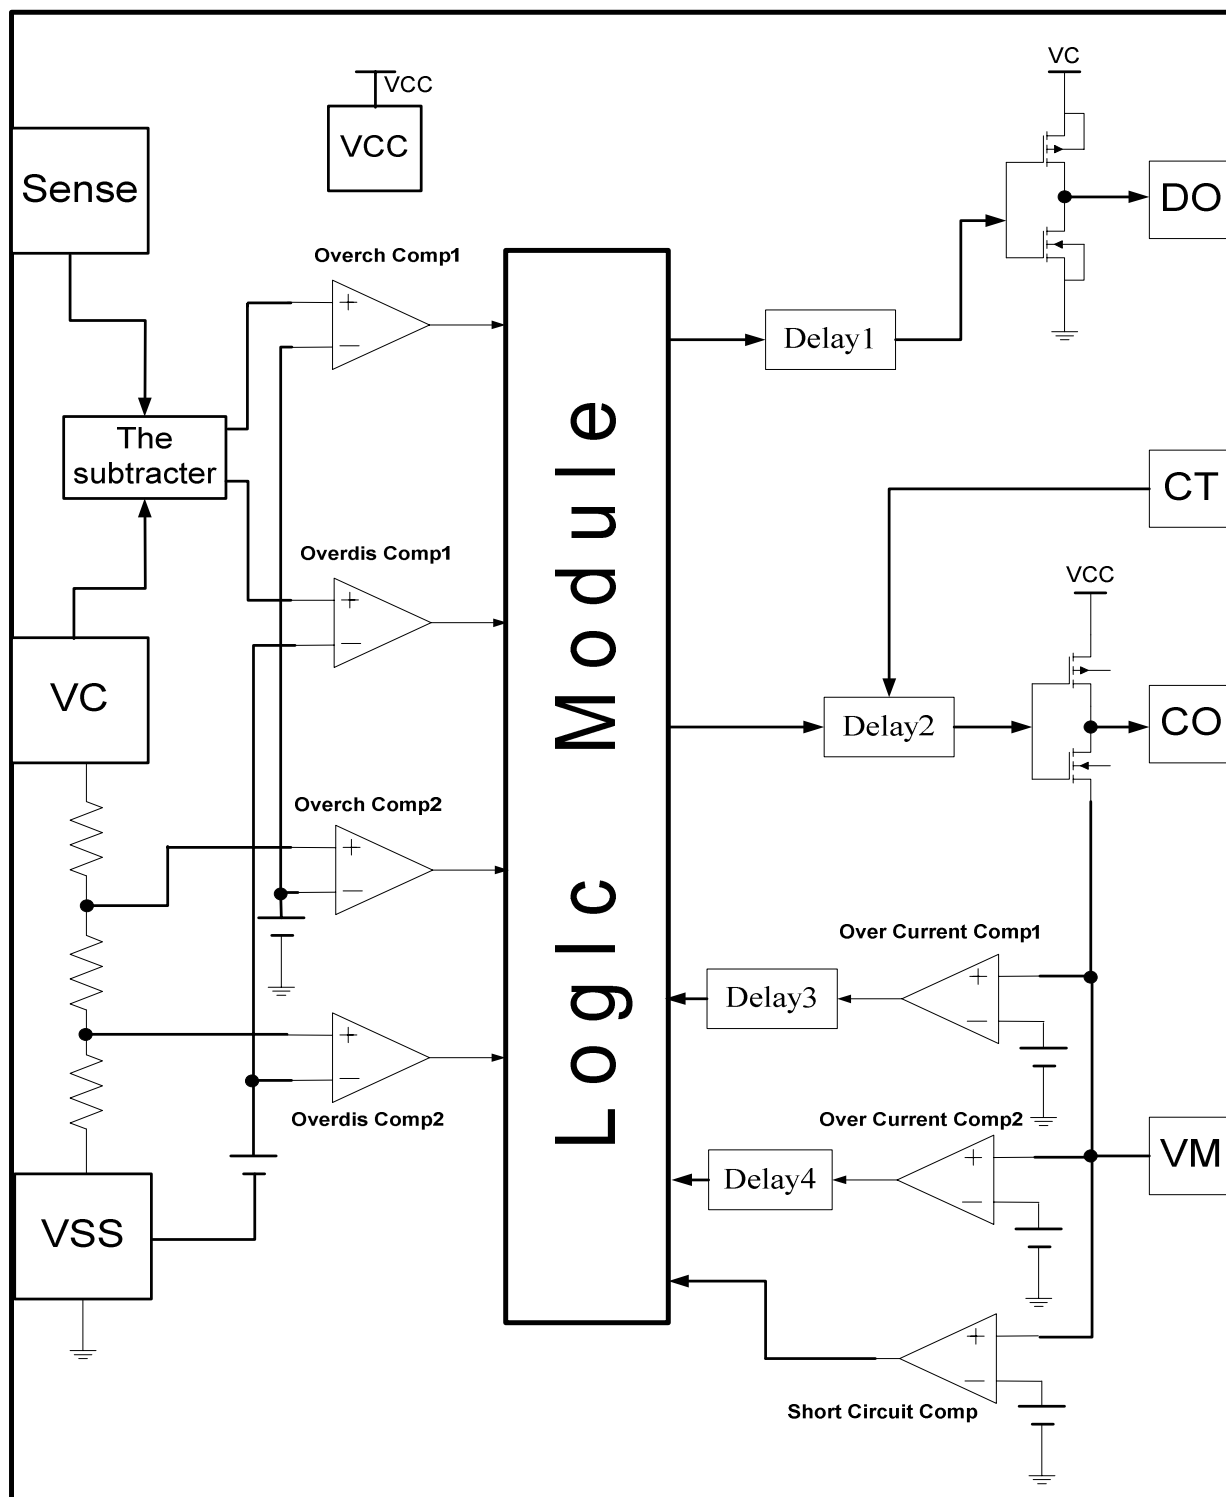 VC
VCC
VCC
Sense
DO
Overch Comp1
+
−
Delay1
The
subtracter
CT
Overdis Comp1
+
−
VCC
VC
Delay2
CO
Logic Module
Overch Comp2
+
−
Over Current Comp1
+
−
Delay3
+
−
Overdis Comp2
Over Current Comp2
+
−
Delay4
VM
VSS
+
−
Short Circuit Comp